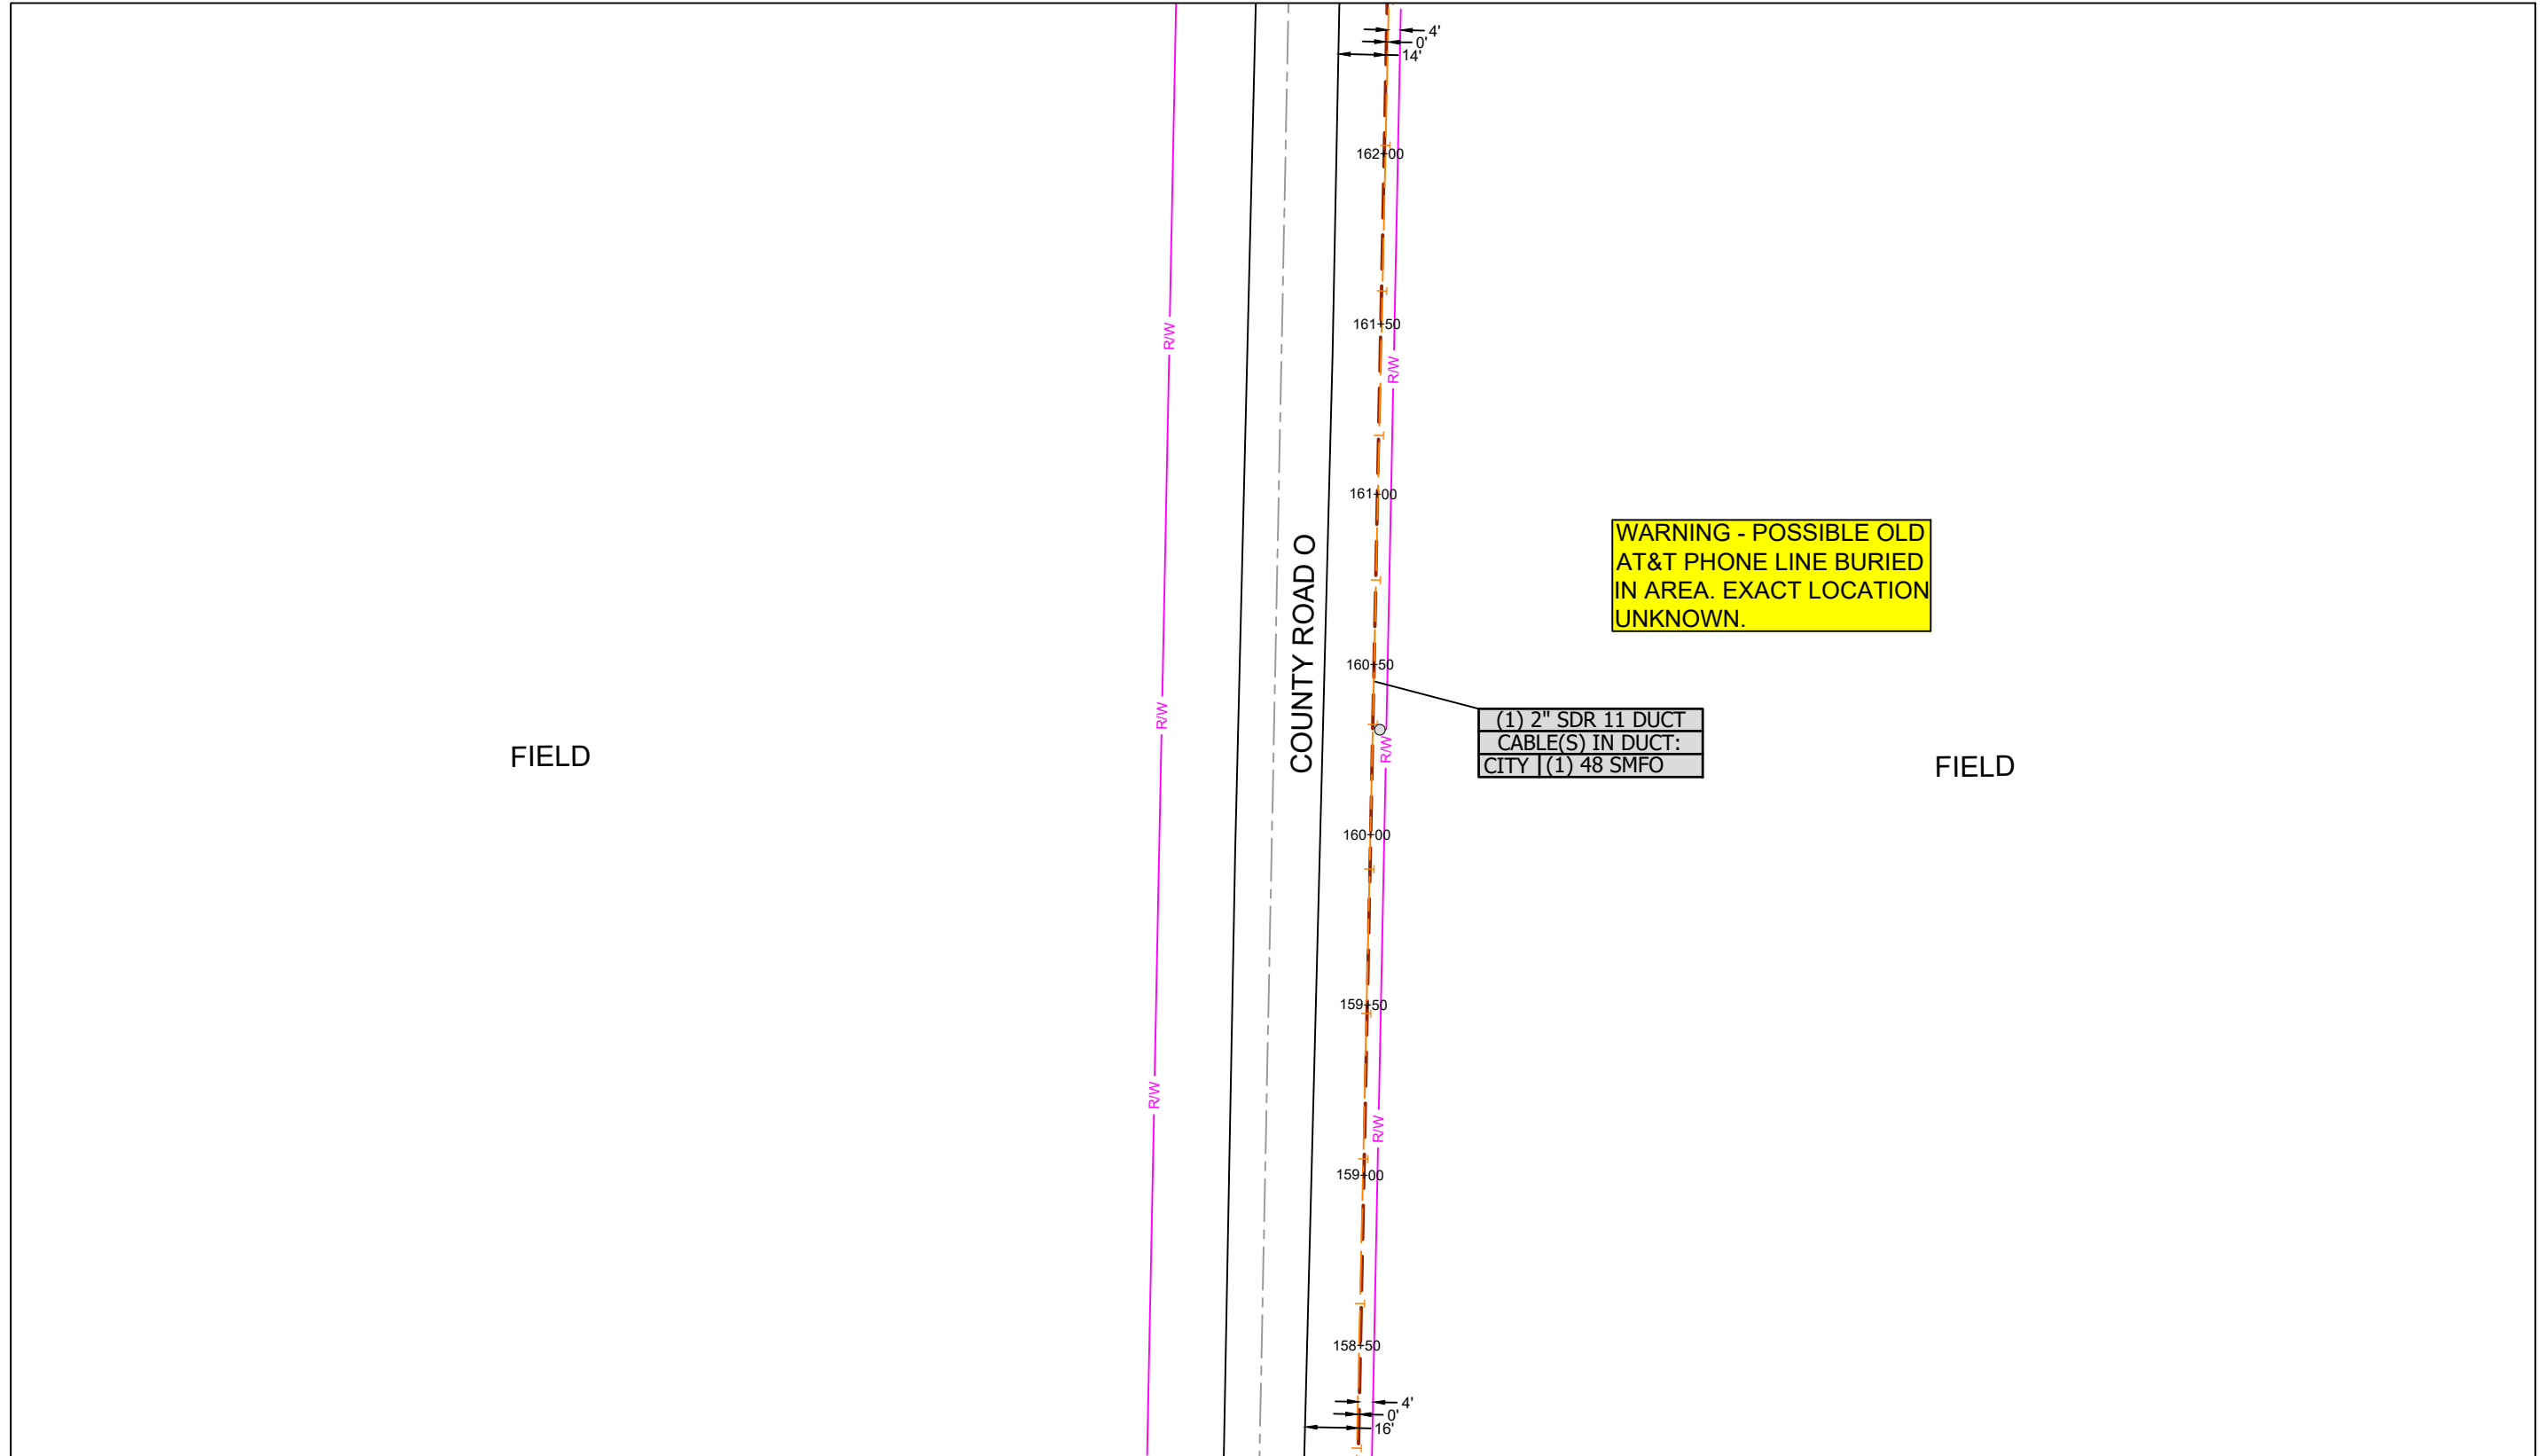 4'
0'
14'
162+00
R/W
161+50
R/W
161+00
WARNING - POSSIBLE OLD
AT&T PHONE LINE BURIED
IN AREA. EXACT LOCATION
UNKNOWN.
COUNTY ROAD O
160+50
R/W
(1) 2" SDR 11 DUCT
CABLE(S) IN DUCT:
CITY (1) 48 SMFO
R/W
FIELD
FIELD
160+00
159+50
R/W
R/W
159+00
158+50
4'
0'
16'